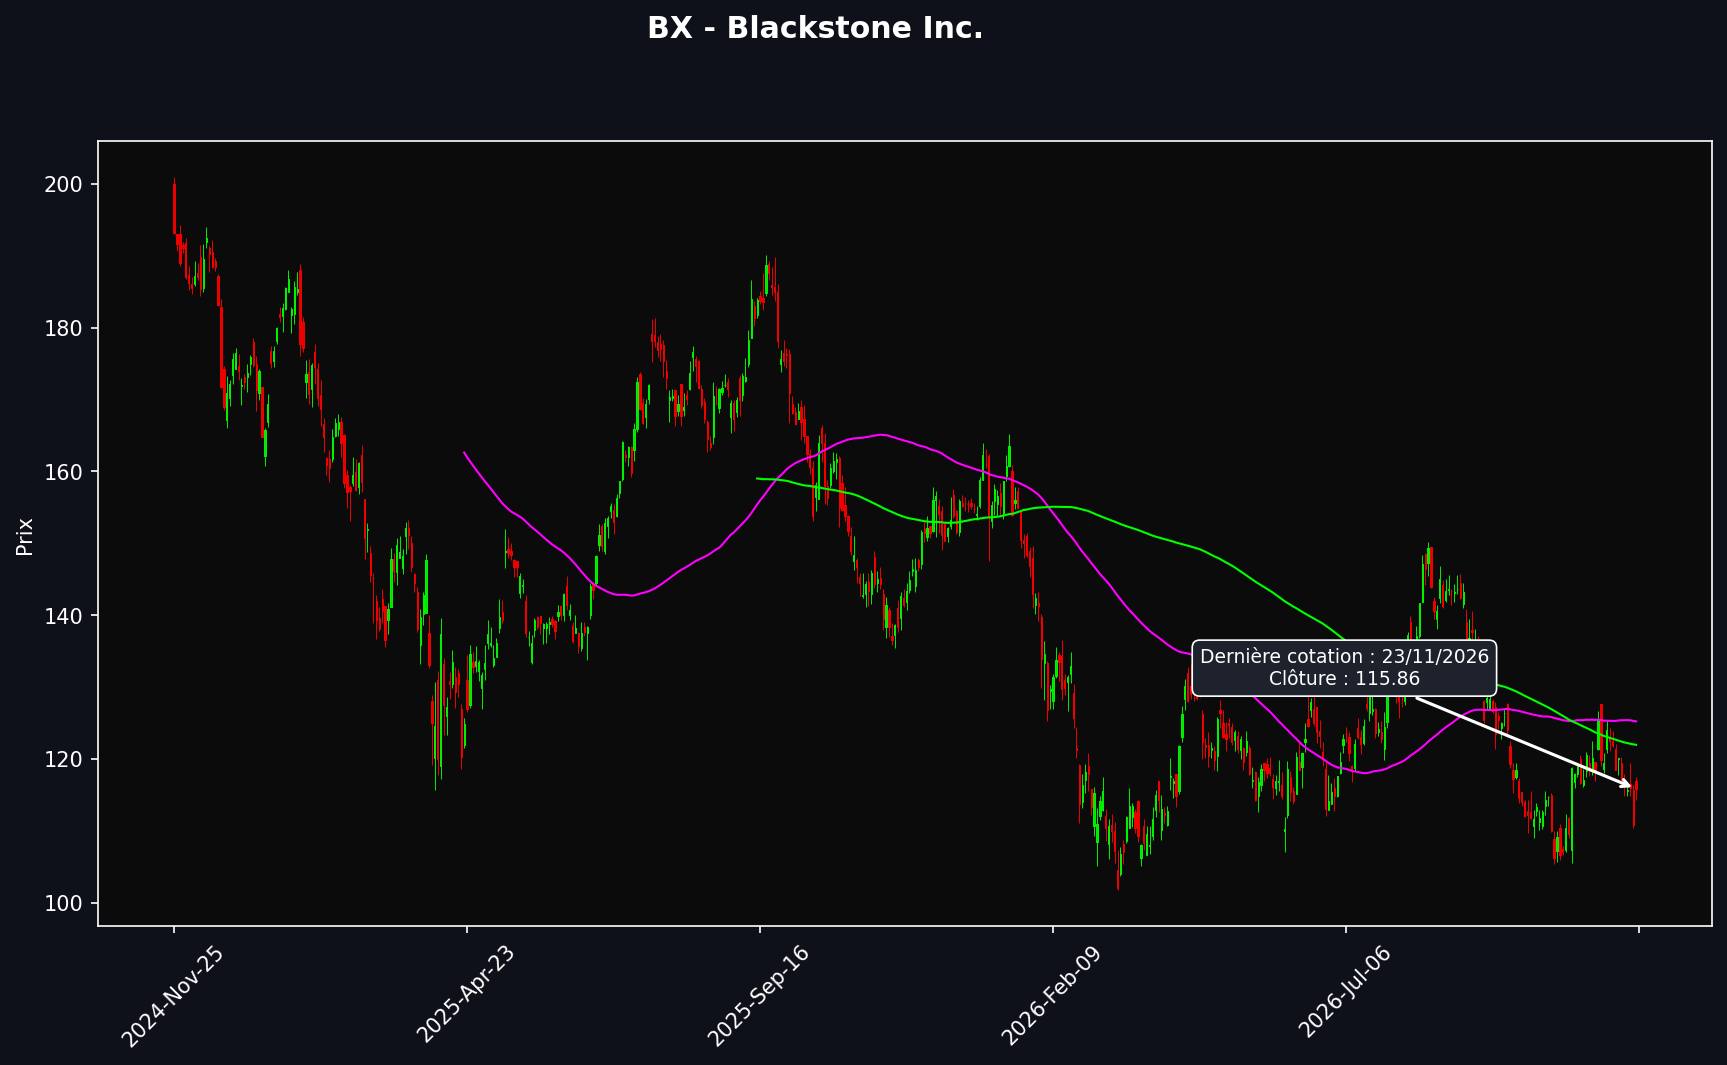 BX - Blackstone Inc.
Prix
200
180
160
140
120
100
Dernière cotation : 23/11/2026
Clôture : 115.86
2024-Nov-25
2025-Apr-23
2025-Sep-16
2026-Feb-09
2026-Jul-06